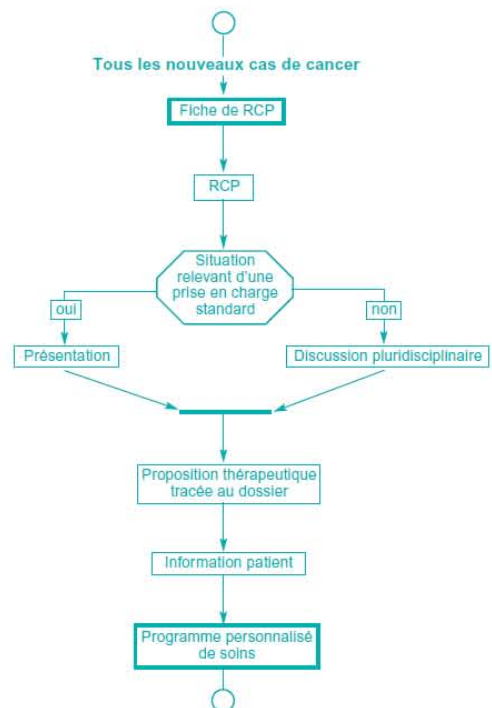 Tous les nouveaux cas de cancer
Fiche de RCP
RCP
Situation
relevant d'une
prise en charge
standard
oui
non
Présentation
Discussion pluridisciplinaire
Proposition thérapeutique
tracée au dossier
Information patient
Programme personnalisé
de soins